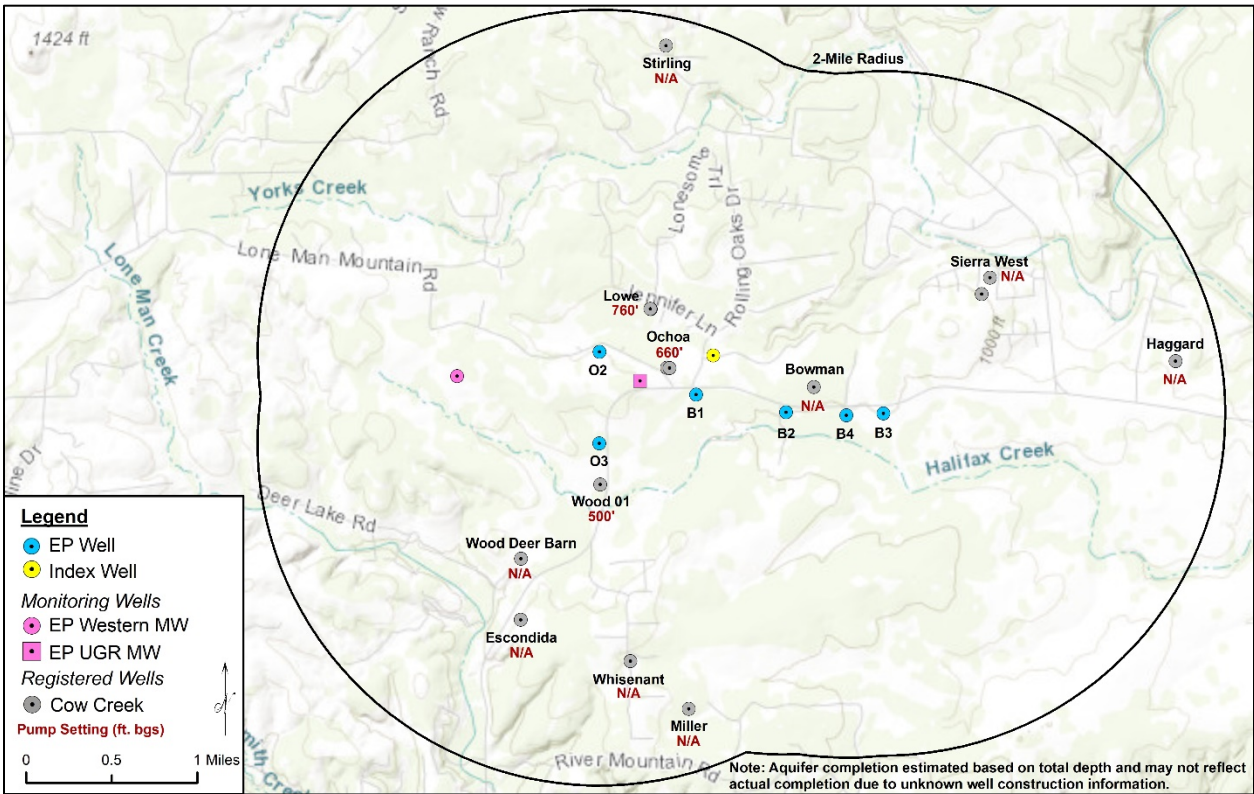 1424 ft
w Ranch Rd
Stirling
N/A
2-Mile Radius
Yorks Creek
Lonesome Trl
Rolling Oaks Dr
Lone Man Mountain
Rd
Lone Man Creek
Sierra West
N/A
Lowe
760'
Jennifer Ln
Ochoa
660'
1000 ft
Haggard
N/A
O2
Bowman
N/A
B1
B2
B4
B3
O3
Halifax Creek
ine Dr
Wood 01
500'
Deer Lake Rd
Wood Deer Barn
N/A
Escondida
N/A
Whisenant
N/A
Miller
N/A
River Mountain Rd
mith Creek
Legend
EP Well
Index Well
Monitoring Wells
EP Western MW
EP UGR MW
Registered Wells
Cow Creek
Pump Setting (ft. bgs)
N
0 0.5 1 Miles
Note: Aquifer completion estimated based on total depth and may not reflect
actual completion due to unknown well construction information.